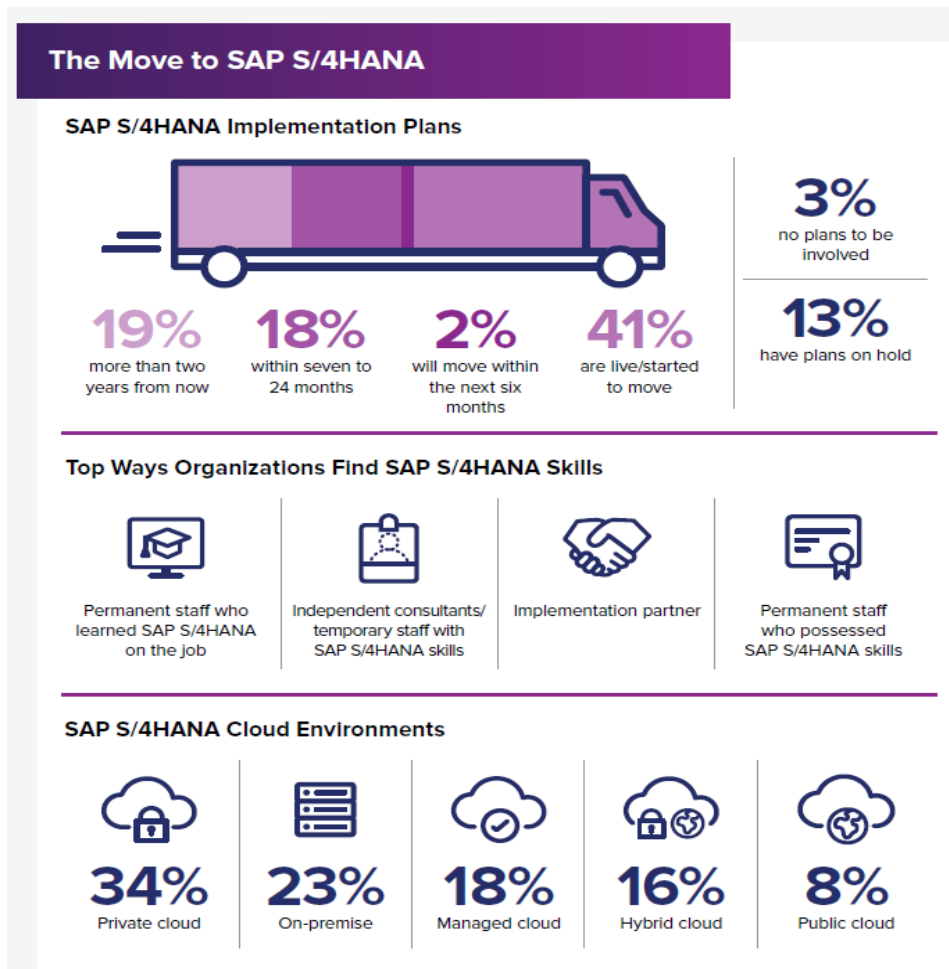 The Move to SAP S/4HANA
SAP S/4HANA Implementation Plans
19%
more than two
years from now
18%
within seven to
24 months
2%
will move within
the next six
months
41%
are live/started
to move
3%
no plans to be
involved
13%
have plans on hold
Top Ways Organizations Find SAP S/4HANA Skills
Permanent staff who
learned SAP S/4HANA
on the job
Independent consultants/
temporary staff with
SAP S/4HANA skills
Implementation partner
Permanent staff
who possessed
SAP S/4HANA skills
SAP S/4HANA Cloud Environments
34%
Private cloud
23%
On-premise
18%
Managed cloud
16%
Hybrid cloud
8%
Public cloud